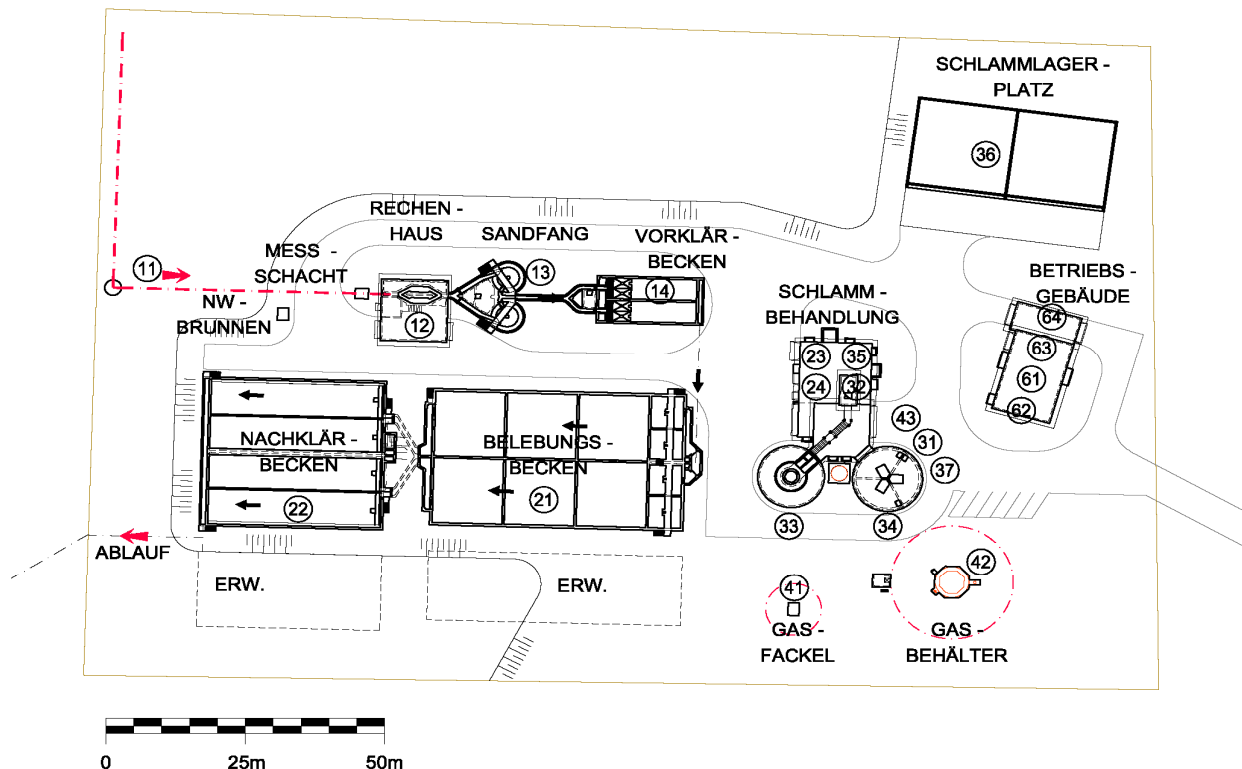 SCHLAMMLAGER -
PLATZ
36
RECHEN -
HAUS
SANDFANG
VORKLÄR -
BECKEN
MESS -
SCHACHT
11
13
14
12
NW -
BRUNNEN
BETRIEBS -
GEBÄUDE
64
63
61
62
SCHLAMM -
BEHANDLUNG
23
35
24
32
43
31
37
33
34
NACHKLÄR -
BECKEN
22
BELEBUNGS -
BECKEN
21
ABLAUF
ERW.
ERW.
41
GAS -
FACKEL
42
GAS -
BEHÄLTER
0
25m
50m